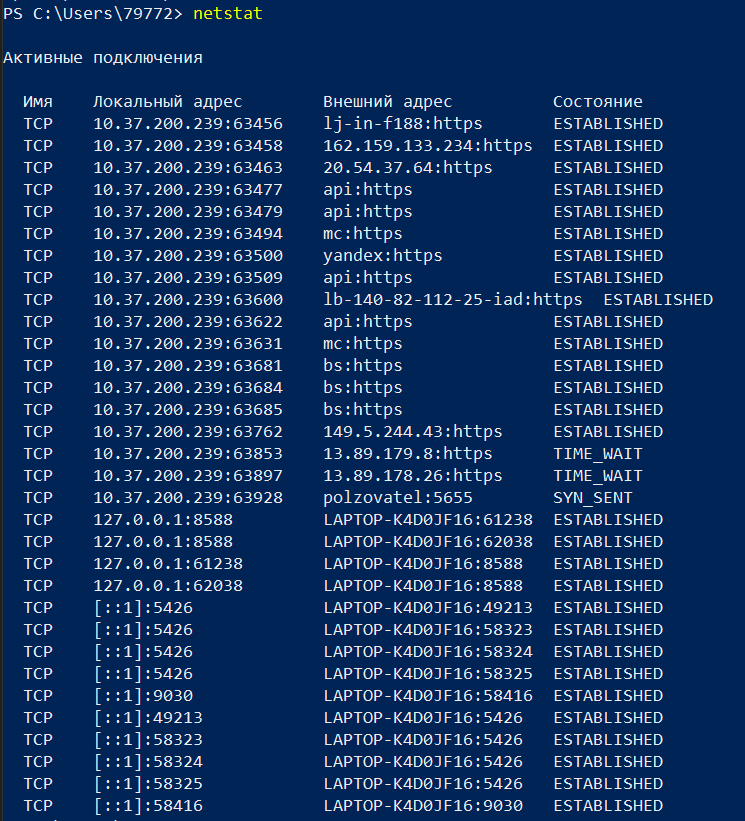 PS C:\Users\79772> netstat
Активные подключения
Имя Локальный адрес Внешний адрес Состояние
TCP 10.37.200.239:63456 lj-in-f188:https ESTABLISHED
TCP 10.37.200.239:63458 162.159.133.234:https ESTABLISHED
TCP 10.37.200.239:63463 20.54.37.64:https ESTABLISHED
TCP 10.37.200.239:63477 api:https ESTABLISHED
TCP 10.37.200.239:63479 api:https ESTABLISHED
TCP 10.37.200.239:63494 mc:https ESTABLISHED
TCP 10.37.200.239:63500 yandex:https ESTABLISHED
TCP 10.37.200.239:63509 api:https ESTABLISHED
TCP 10.37.200.239:63600 lb-140-82-112-25-iad:https ESTABLISHED
TCP 10.37.200.239:63622 api:https ESTABLISHED
TCP 10.37.200.239:63631 mc:https ESTABLISHED
TCP 10.37.200.239:63681 bs:https ESTABLISHED
TCP 10.37.200.239:63684 bs:https ESTABLISHED
TCP 10.37.200.239:63685 bs:https ESTABLISHED
TCP 10.37.200.239:63762 149.5.244.43:https ESTABLISHED
TCP 10.37.200.239:63853 13.89.179.8:https TIME_WAIT
TCP 10.37.200.239:63897 13.89.178.26:https TIME_WAIT
TCP 10.37.200.239:63928 polzovatel:5655 SYN_SENT
TCP 127.0.0.1:8588 LAPTOP-K4D0JF16:61238 ESTABLISHED
TCP 127.0.0.1:8588 LAPTOP-K4D0JF16:62038 ESTABLISHED
TCP 127.0.0.1:61238 LAPTOP-K4D0JF16:8588 ESTABLISHED
TCP 127.0.0.1:62038 LAPTOP-K4D0JF16:8588 ESTABLISHED
TCP [::1]:5426 LAPTOP-K4D0JF16:49213 ESTABLISHED
TCP [::1]:5426 LAPTOP-K4D0JF16:58323 ESTABLISHED
TCP [::1]:5426 LAPTOP-K4D0JF16:58324 ESTABLISHED
TCP [::1]:5426 LAPTOP-K4D0JF16:58325 ESTABLISHED
TCP [::1]:9030 LAPTOP-K4D0JF16:58416 ESTABLISHED
TCP [::1]:49213 LAPTOP-K4D0JF16:5426 ESTABLISHED
TCP [::1]:58323 LAPTOP-K4D0JF16:5426 ESTABLISHED
TCP [::1]:58324 LAPTOP-K4D0JF16:5426 ESTABLISHED
TCP [::1]:58325 LAPTOP-K4D0JF16:5426 ESTABLISHED
TCP [::1]:58416 LAPTOP-K4D0JF16:9030 ESTABLISHED